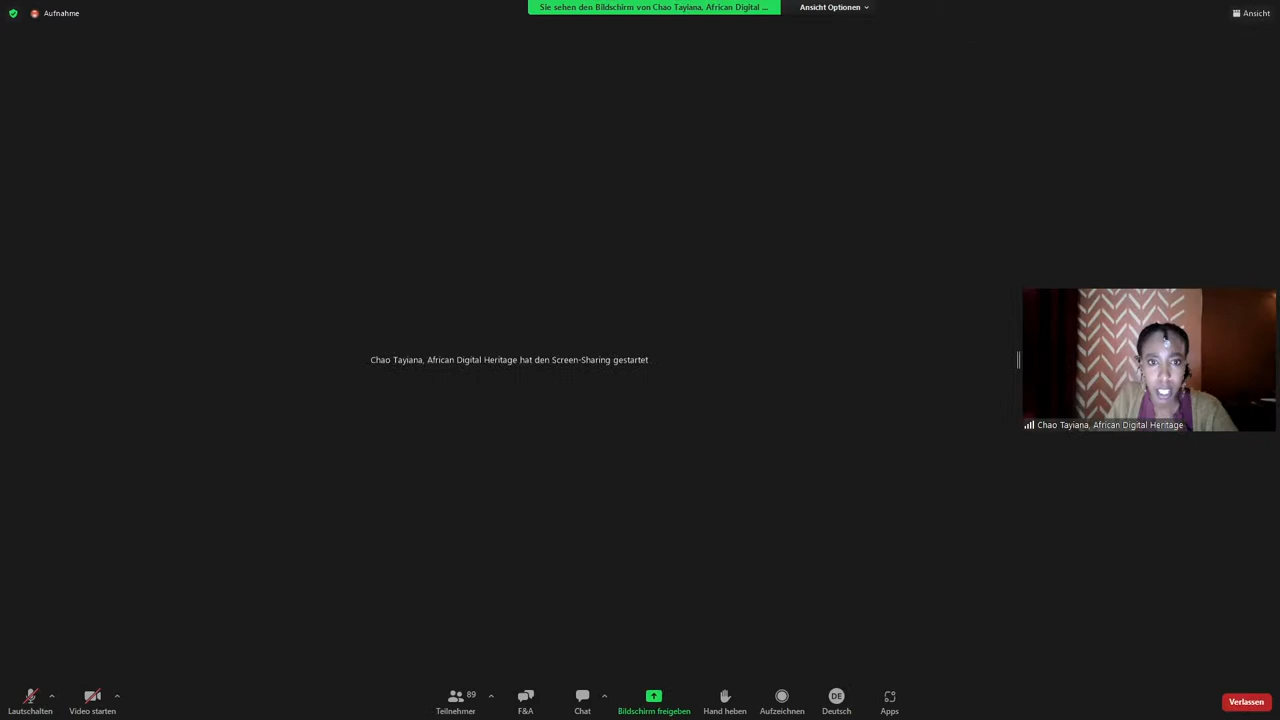 Aufnahme
Sie sehen den Bildschirm von Chao Tayiana, African Digital ...
Ansicht Optionen
Ansicht
Chao Tayiana, African Digital Heritage hat den Screen-Sharing gestartet
Chao Tayiana, African Digital Heritage
Lautschalten
Video starten
89
Teilnehmer
F&A
Chat
Bildschirm freigeben
Hand heben
Aufzeichnen
DE
Deutsch
Apps
Verlassen